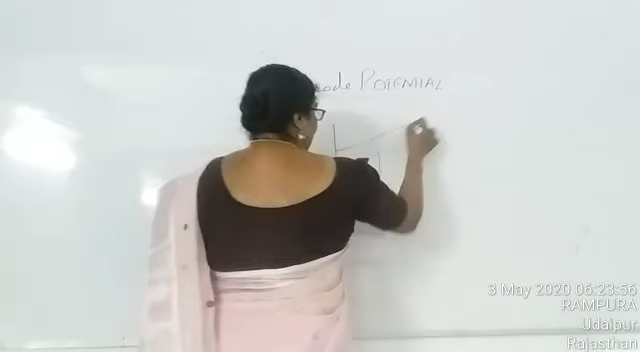 ode POTENTIAL
3 May 2020 06:23:56
RAMPURA
Udaipur
Rajasthan